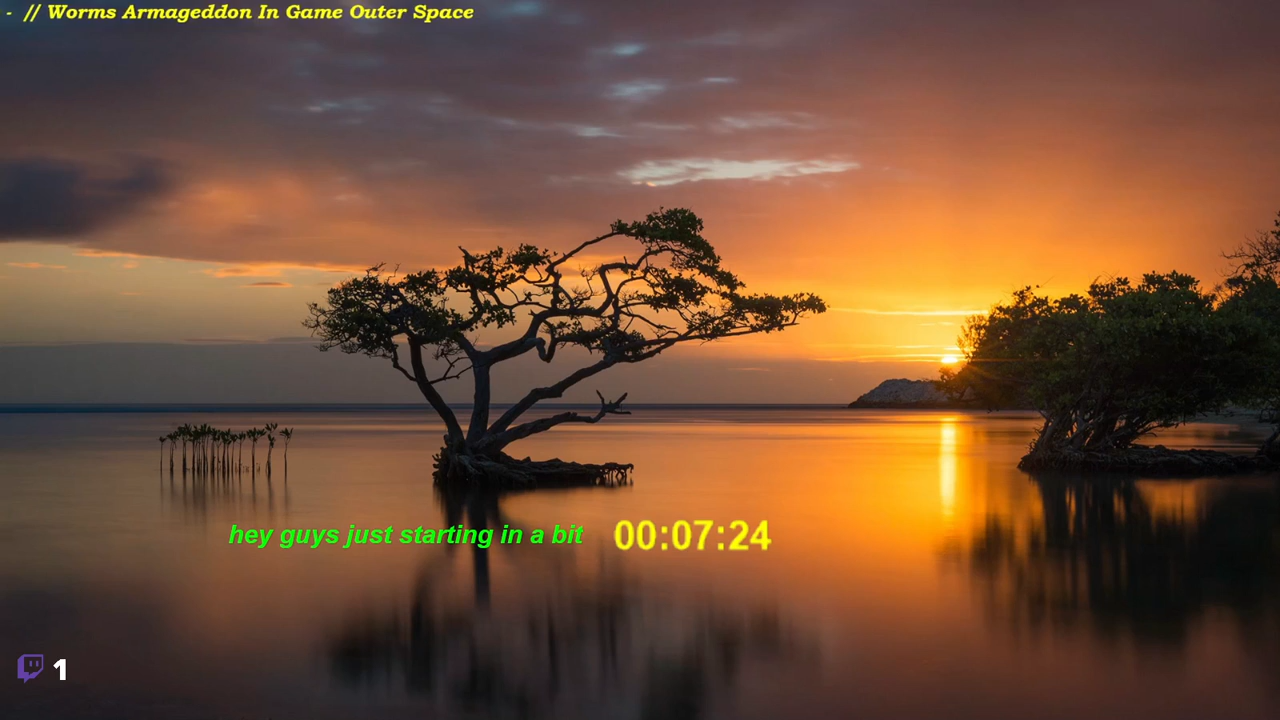 - // Worms Armageddon In Game Outer Space
hey guys just starting in a bit 00:07:24
1